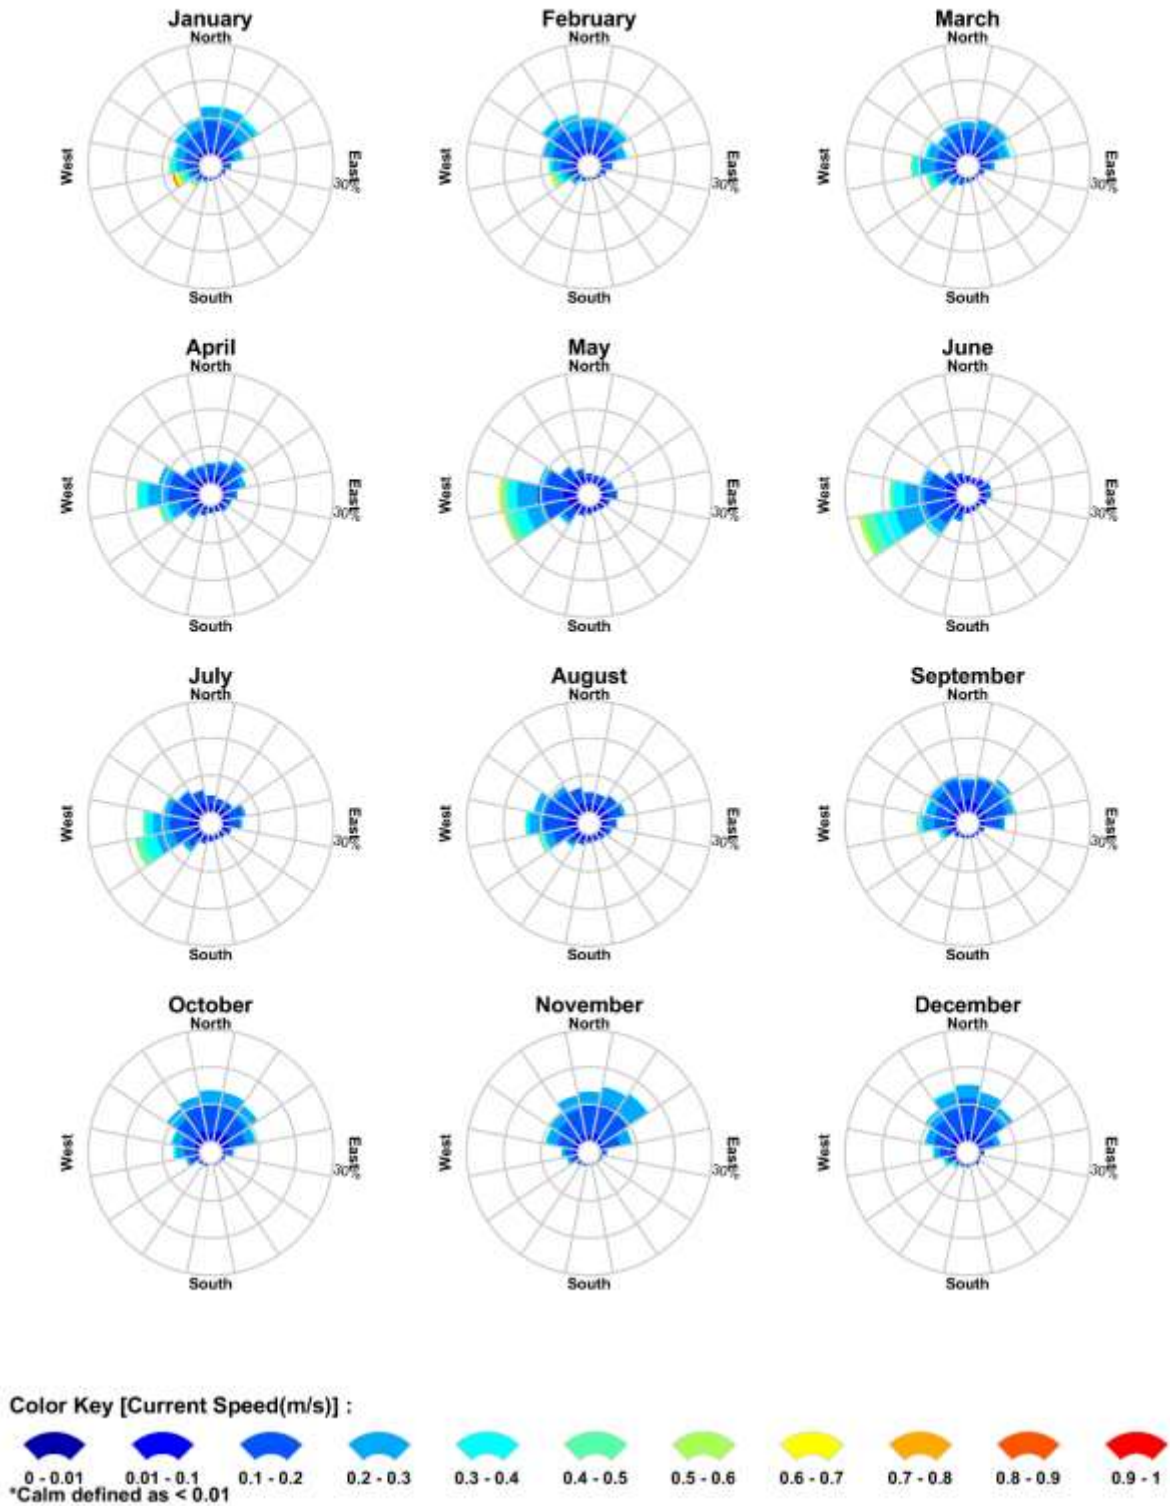 January February March
North North North
West East West East West East
30% 30% 30%
South South South
April May June
North North North
West East West East West East
30% 30% 30%
South South South
July August September
North North North
West East West East West East
30% 30% 30%
South South South
October November December
North North North
West East West East West East
30% 30% 30%
South South South
Color Key [Current Speed(m/s)] :
0 - 0.01 0.01 - 0.1 0.1 - 0.2 0.2 - 0.3 0.3 - 0.4 0.4 - 0.5 0.5 - 0.6 0.6 - 0.7 0.7 - 0.8 0.8 - 0.9 0.9 - 1
*Calm defined as < 0.01